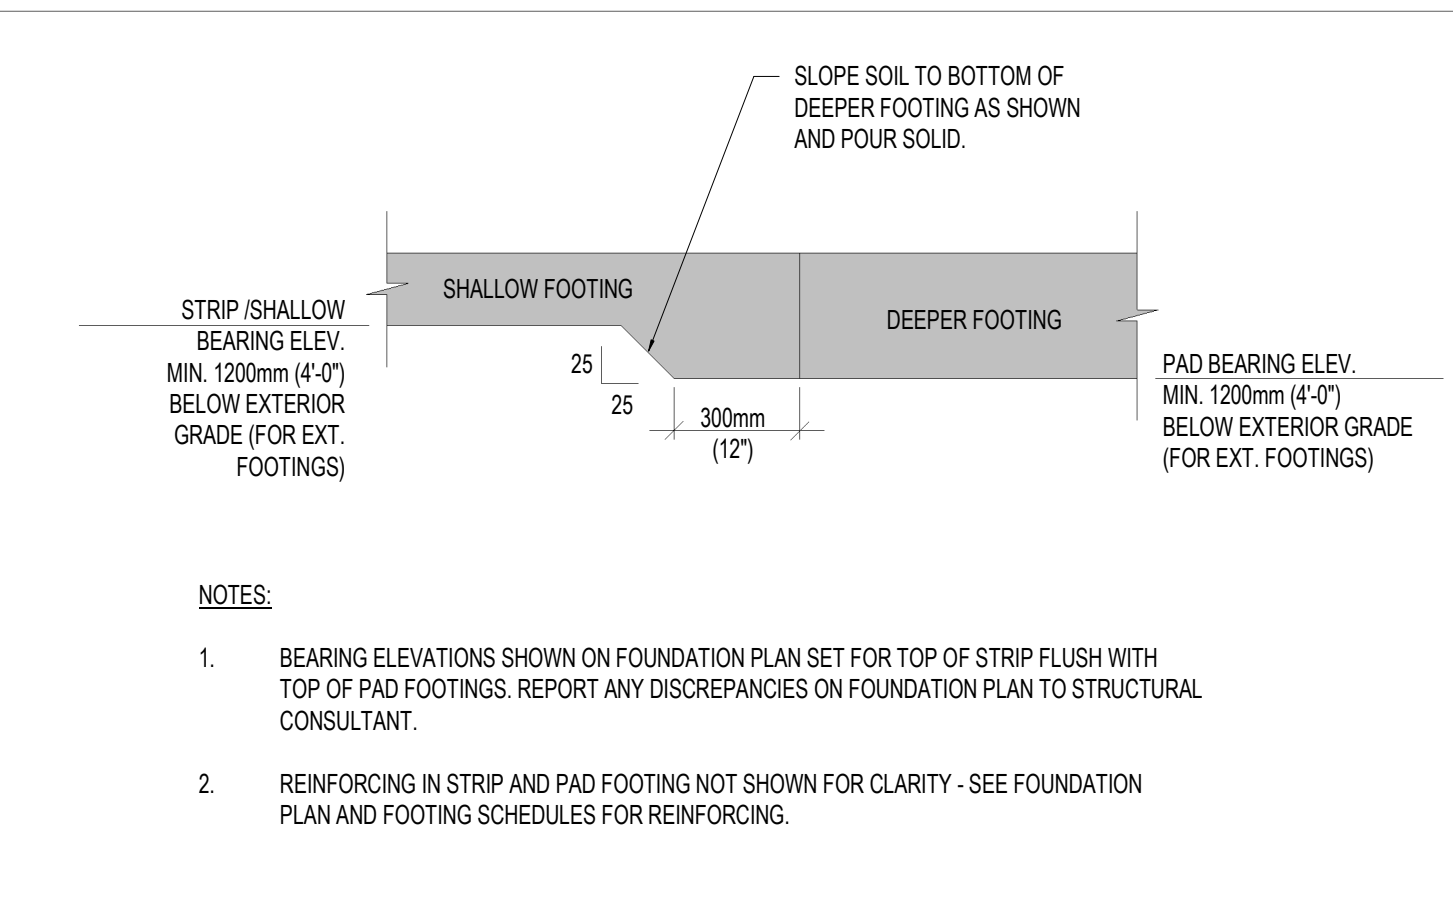 SLOPE SOIL TO BOTTOM OF
DEEPER FOOTING AS SHOWN
AND POUR SOLID.
SHALLOW FOOTING
DEEPER FOOTING
STRIP /SHALLOW
BEARING ELEV.
MIN. 1200mm (4'-0")
BELOW EXTERIOR
GRADE (FOR EXT.
FOOTINGS)
25
25
300mm
(12")
PAD BEARING ELEV.
MIN. 1200mm (4'-0")
BELOW EXTERIOR GRADE
(FOR EXT. FOOTINGS)
NOTES:
1. BEARING ELEVATIONS SHOWN ON FOUNDATION PLAN SET FOR TOP OF STRIP FLUSH WITH
TOP OF PAD FOOTINGS. REPORT ANY DISCREPANCIES ON FOUNDATION PLAN TO STRUCTURAL
CONSULTANT.
2. REINFORCING IN STRIP AND PAD FOOTING NOT SHOWN FOR CLARITY - SEE FOUNDATION
PLAN AND FOOTING SCHEDULES FOR REINFORCING.